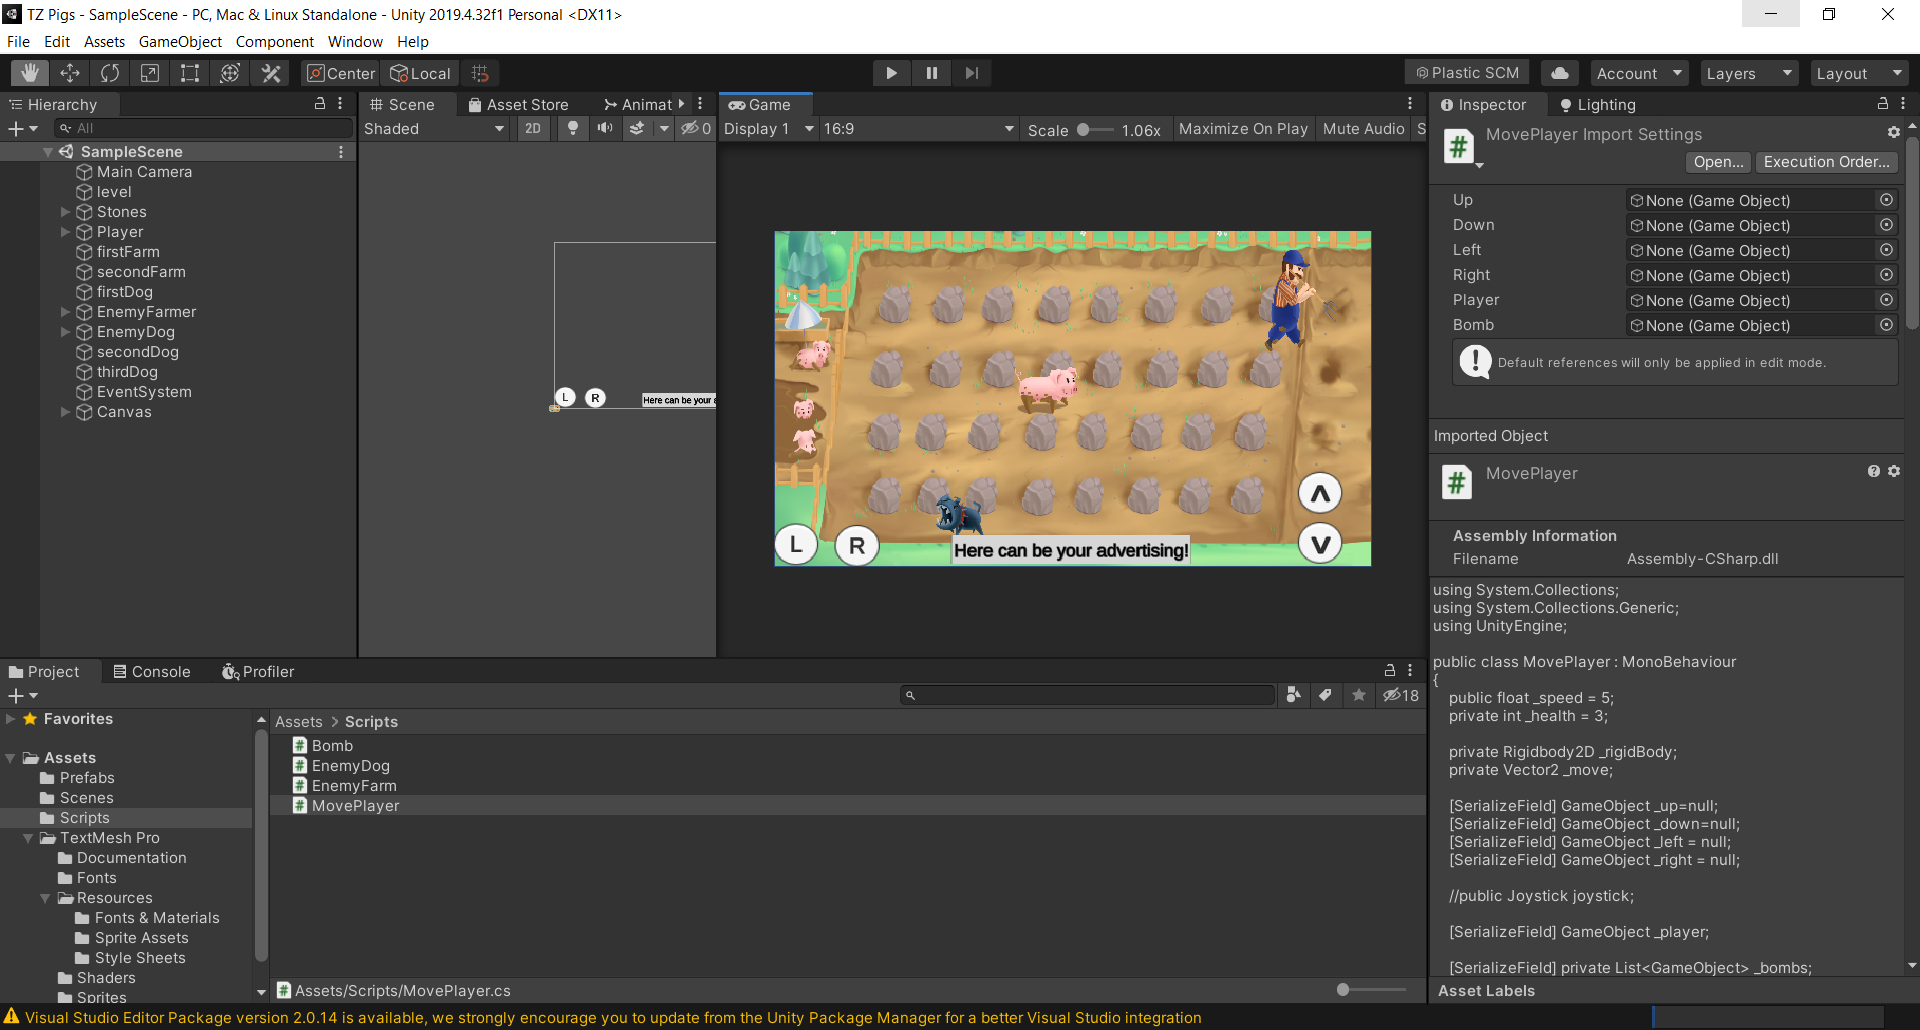 TZ Pigs - SampleScene - PC, Mac & Linux Standalone - Unity 2019.4.32f1 Personal <DX11>
File Edit Assets GameObject Component Window Help
Center Local
Plastic SCM Account Layers Layout
Hierarchy
All
SampleScene
Main Camera
level
Stones
Player
firstFarm
secondFarm
firstDog
EnemyFarmer
EnemyDog
secondDog
thirdDog
EventSystem
Canvas
Scene Asset Store Animat
Shaded 2D 0
L R Here can be your a
Game
Display 1 16:9 Scale 1.06x Maximize On Play Mute Audio S
L R Here can be your advertising! Λ V
Inspector Lighting
MovePlayer Import Settings
Open... Execution Order...
Up None (Game Object)
Down None (Game Object)
Left None (Game Object)
Right None (Game Object)
Player None (Game Object)
Bomb None (Game Object)
Default references will only be applied in edit mode.
Imported Object
MovePlayer
Assembly Information
Filename Assembly-CSharp.dll
using System.Collections;
using System.Collections.Generic;
using UnityEngine;
public class MovePlayer : MonoBehaviour
{
public float _speed = 5;
private int _health = 3;
private Rigidbody2D _rigidBody;
private Vector2 _move;
[SerializeField] GameObject _up=null;
[SerializeField] GameObject _down=null;
[SerializeField] GameObject _left = null;
[SerializeField] GameObject _right = null;
//public Joystick joystick;
[SerializeField] GameObject _player;
[SerializeField] private List<GameObject> _bombs;
Asset Labels
Project Console Profiler
18
Favorites
Assets
Prefabs
Scenes
Scripts
TextMesh Pro
Documentation
Fonts
Resources
Fonts & Materials
Sprite Assets
Style Sheets
Shaders
Sprites
Assets > Scripts
Bomb
EnemyDog
EnemyFarm
MovePlayer
Assets/Scripts/MovePlayer.cs
Visual Studio Editor Package version 2.0.14 is available, we strongly encourage you to update from the Unity Package Manager for a better Visual Studio integration